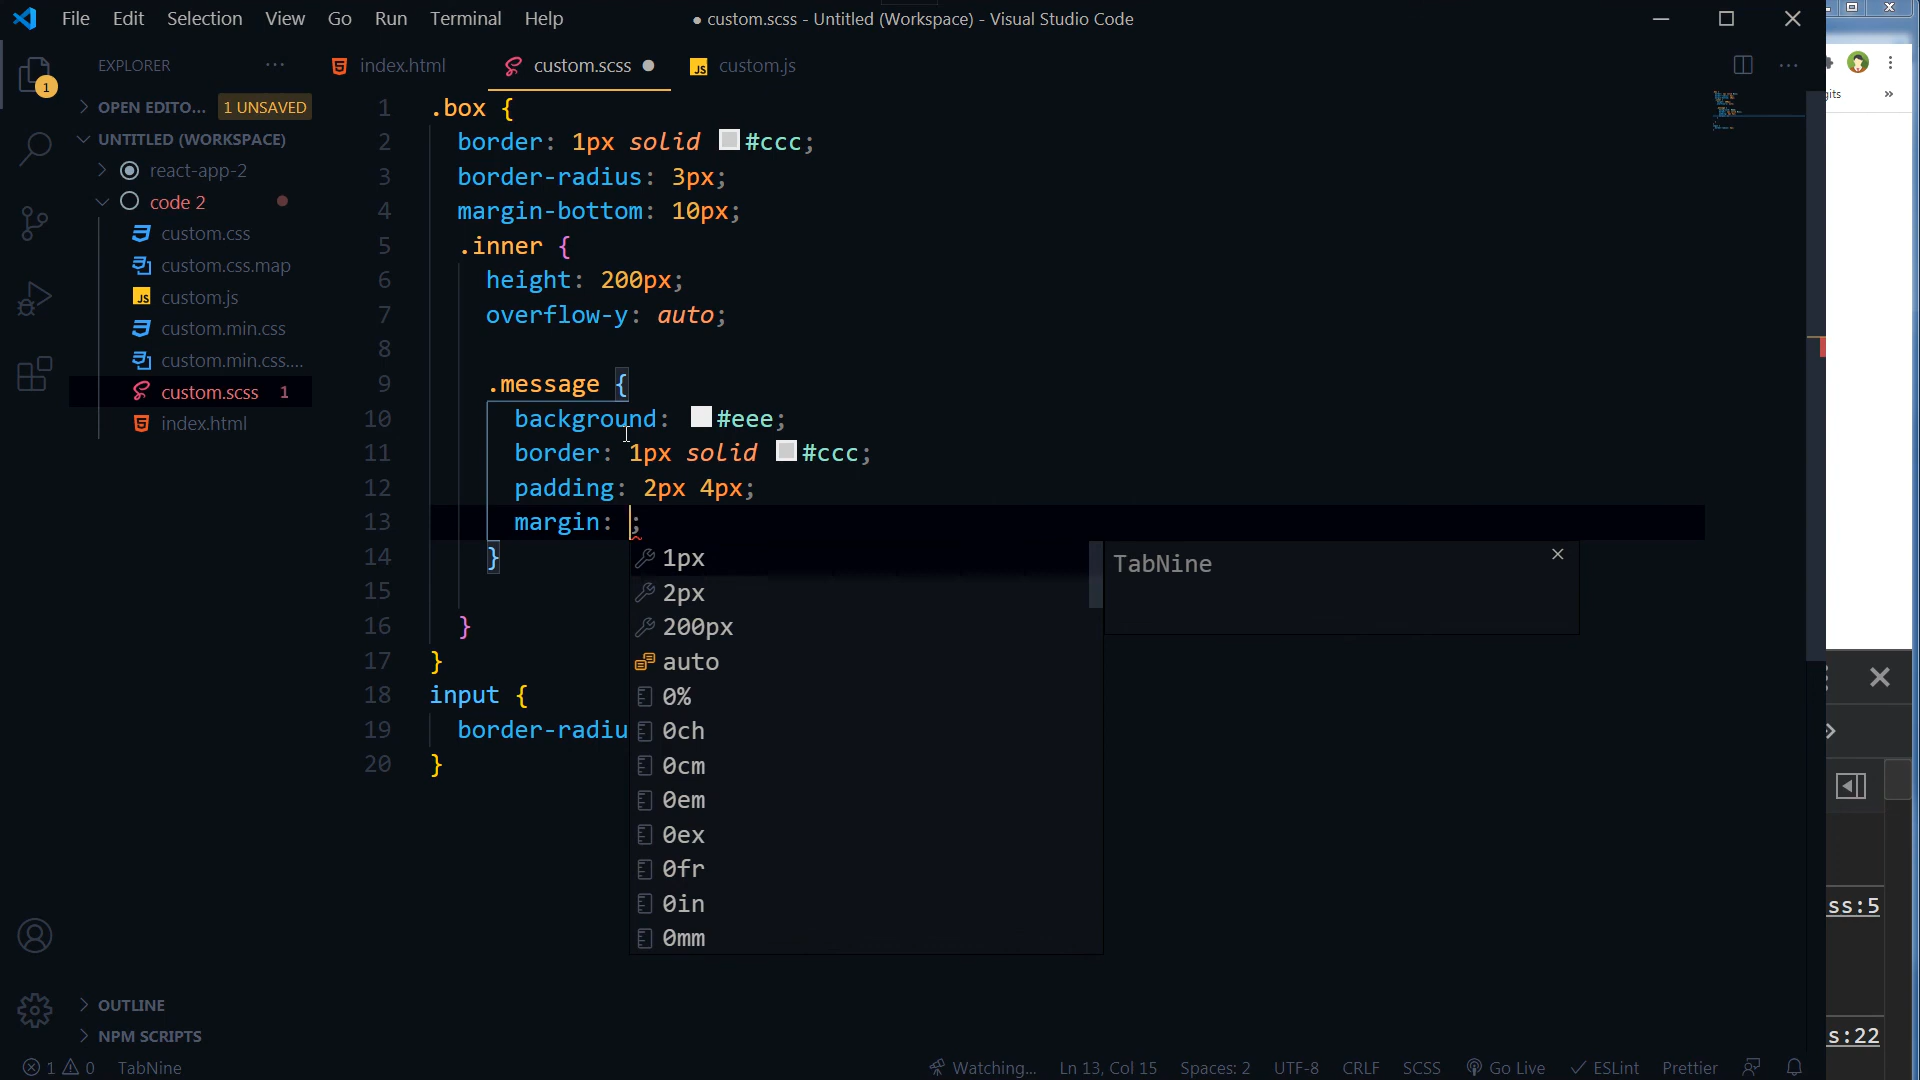 File Edit Selection View Go Run Terminal Help
● custom.scss - Untitled (Workspace) - Visual Studio Code
EXPLORER
OPEN EDITO... 1 UNSAVED
UNTITLED (WORKSPACE)
react-app-2
code 2
custom.css
custom.css.map
JS custom.js
custom.min.css
custom.min.css....
custom.scss 1
index.html
OUTLINE
NPM SCRIPTS
1
index.html custom.scss ● JS custom.js
1 .box {
2 border: 1px solid #ccc;
3 border-radius: 3px;
4 margin-bottom: 10px;
5 .inner {
6 height: 200px;
7 overflow-y: auto;
8
9 .message {
10 background: #eee;
11 border: 1px solid #ccc;
12 padding: 2px 4px;
13 margin: ;
14 }
15
16 }
17 }
18 input {
19 border-radiu
20 }
1px
2px
200px
auto
0%
0ch
0cm
0em
0ex
0fr
0in
0mm
TabNine
gits
ss:5
s:22
1 0 TabNine Watching... Ln 13, Col 15 Spaces: 2 UTF-8 CRLF SCSS Go Live ESLint Prettier